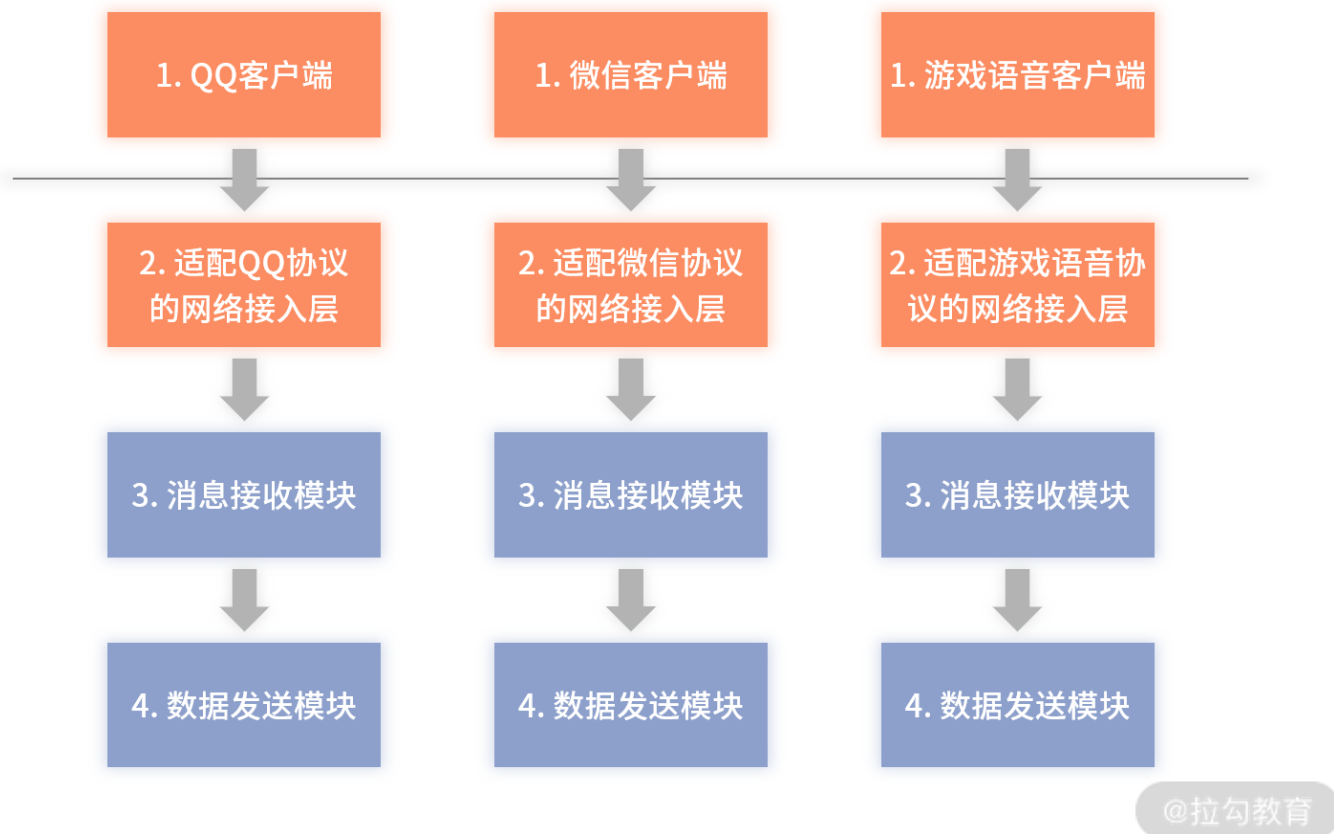 1. QQ客户端
1. 微信客户端
1. 游戏语音客户端
2. 适配QQ协议
的网络接入层
2. 适配微信协议
的网络接入层
2. 适配游戏语音协
议的网络接入层
3. 消息接收模块
3. 消息接收模块
3. 消息接收模块
4. 数据发送模块
4. 数据发送模块
4. 数据发送模块
@拉勾教育